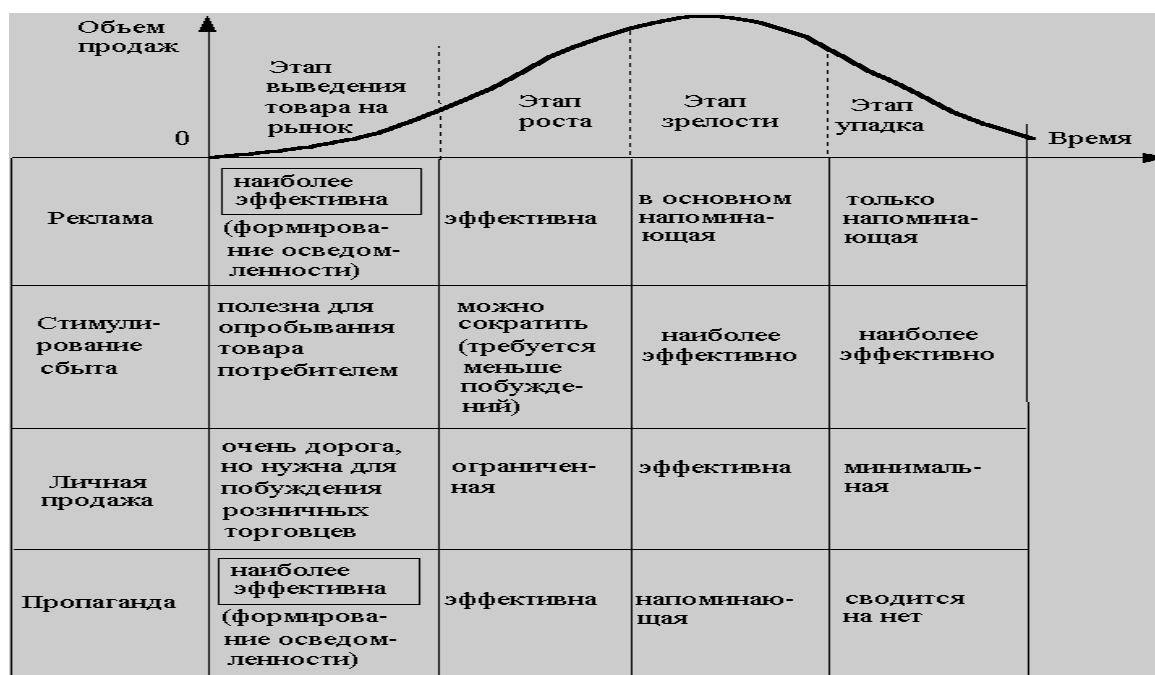 Объем
продаж
Этап
выведения
товара на
рынок
Этап
роста
Этап
зрелости
Этап
упадка
0
Время
Реклама
наиболее
эффективна
(формирова-
ние осведом-
ленности)
эффективна
в основном
напомина-
ющая
только
напомина-
ющая
Стимули-
рование
сбыта
полезна для
опробывания
товара
потребителем
можно
сократить
(требуется
меньше
побужде-
ний)
наиболее
эффективно
наиболее
эффективно
Личная
продажа
очень дорога,
но нужна для
побуждения
розничных
торговцев
ограничен-
ная
эффективна
минималь-
ная
Пропаганда
наиболее
эффективна
(формирова-
ние осведом-
ленности)
эффективна
напоминаю-
щая
сводится
на нет